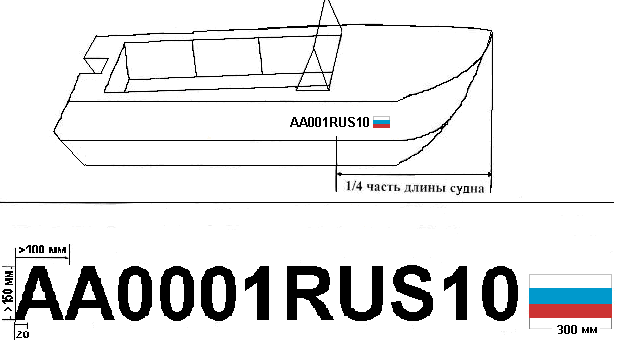 AA001RUS10
1/4 часть длины судна
>100 мм
>150 мм
AA0001RUS10
20
300 мм